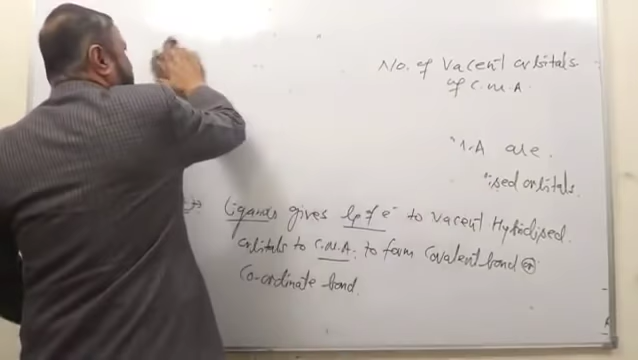 No. of Vacent orbitals
of C.M.A.
M.A are.
ised orbitals.
Ligands gives lp of e⁻ to vacent Hybridised.
orbitals to C.M.A. to form Covalent bond or
Co-ordinate bond.